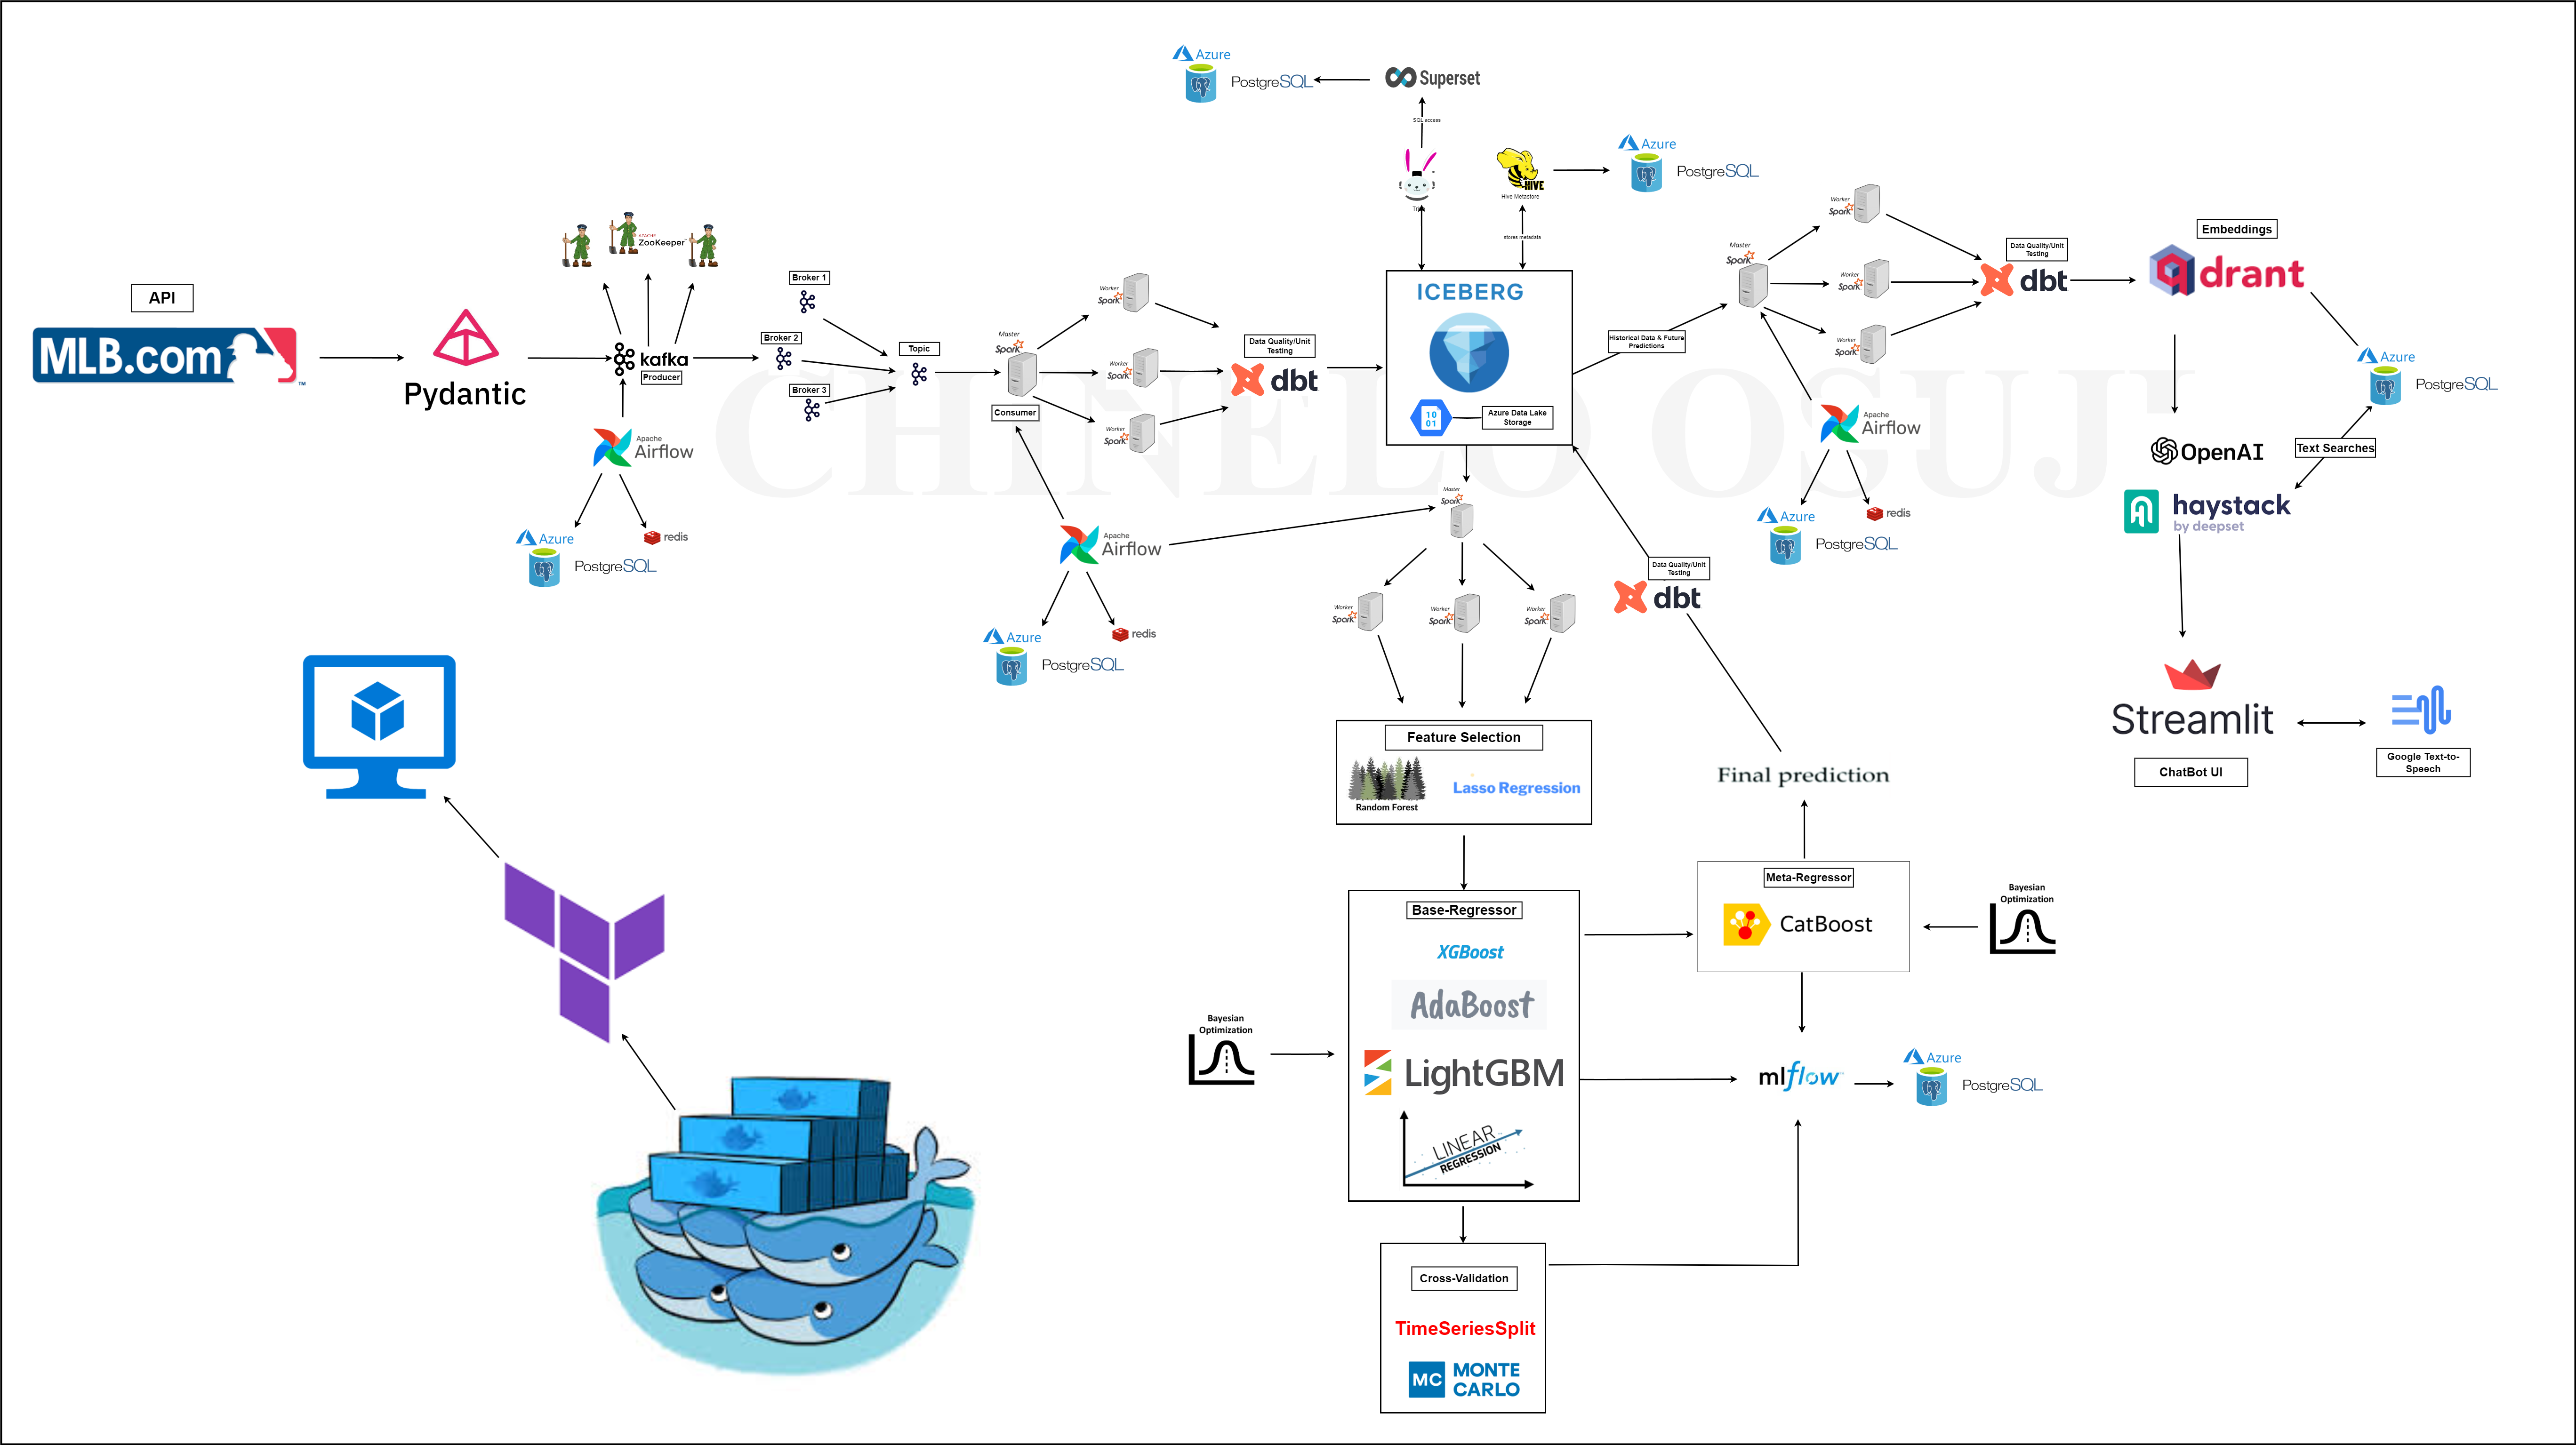 Azure
PostgreSQL
Superset
SQL access
HIVE
Hive Metastore
stores metadata
Azure
PostgreSQL
API
MLB.com
TM
Pydantic
APACHE
ZooKeeper
kafka
Producer
Apache
Airflow
Azure
PostgreSQL
redis
Broker 1
Broker 2
Broker 3
Topic
Master
Spark
Consumer
Worker
Spark
Worker
Spark
Worker
Spark
Data Quality/Unit
Testing
dbt
Apache
Airflow
Azure
PostgreSQL
redis
ICEBERG
10
01
Azure Data Lake
Storage
CHINELO OSUJI
Historical Data & Future
Predictions
Master
Spark
Worker
Spark
Worker
Spark
Worker
Spark
Data Quality/Unit
Testing
dbt
Apache
Airflow
Azure
PostgreSQL
redis
Embeddings
qdrant
Azure
PostgreSQL
OpenAI
Text Searches
haystack
by deepset
Streamlit
ChatBot UI
Google Text-to-
Speech
Master
Spark
Worker
Spark
Worker
Spark
Worker
Spark
Data Quality/Unit
Testing
dbt
Feature Selection
Random Forest
Lasso Regression
Final prediction
Base-Regressor
XGBoost
AdaBoost
LightGBM
LINEAR
REGRESSION
Bayesian
Optimization
Meta-Regressor
CatBoost
Bayesian
Optimization
mlflow
Azure
PostgreSQL
Cross-Validation
TimeSeriesSplit
MC
MONTE
CARLO